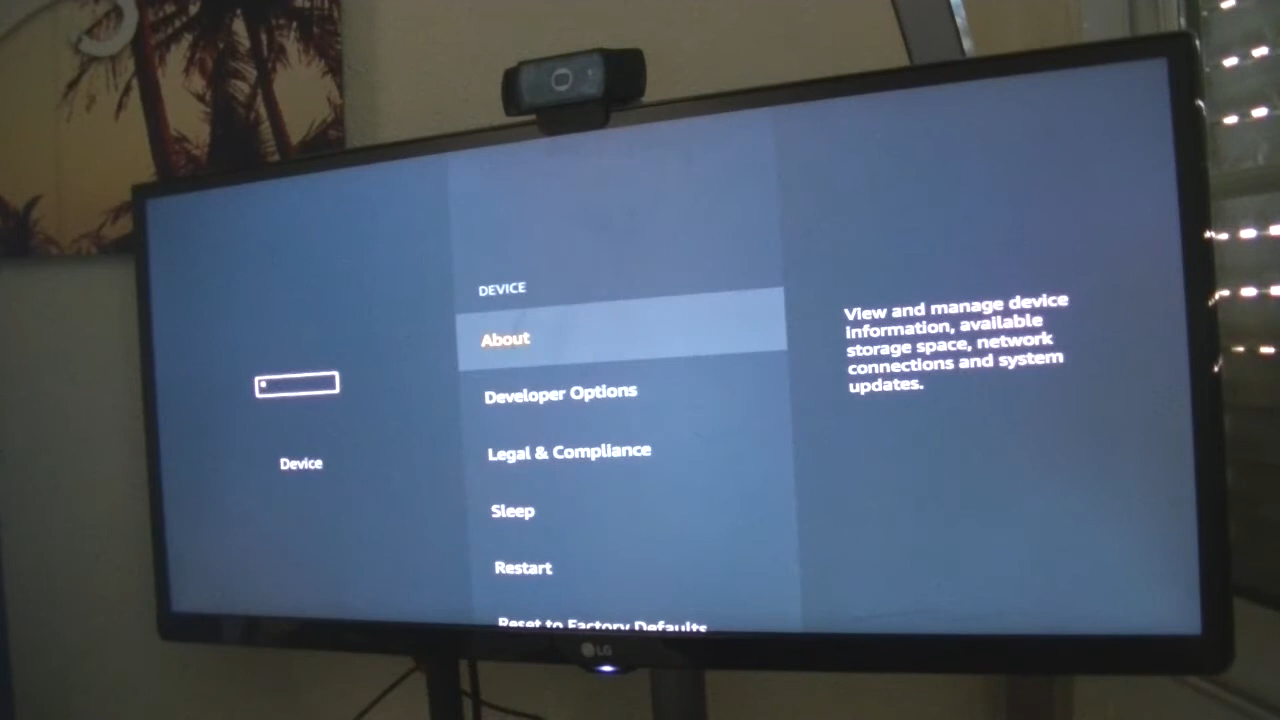 DEVICE
About
Developer Options
Legal & Compliance
Sleep
Restart
Reset to Factory Defaults
Device
View and manage device
information, available
storage space, network
connections and system
updates.
LG